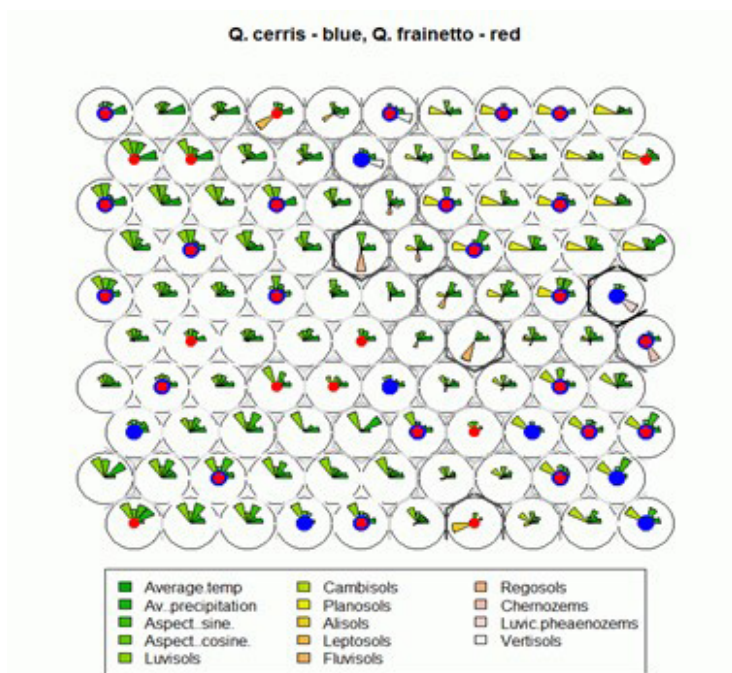 Q. cerris - blue, Q. frainetto - red
Average.temp
Av..precipitation
Aspect..sine.
Aspect..cosine.
Luvisols
Cambisols
Planosols
Alisols
Leptosols
Fluvisols
Regosols
Chernozems
Luvic.pheaenozems
Vertisols